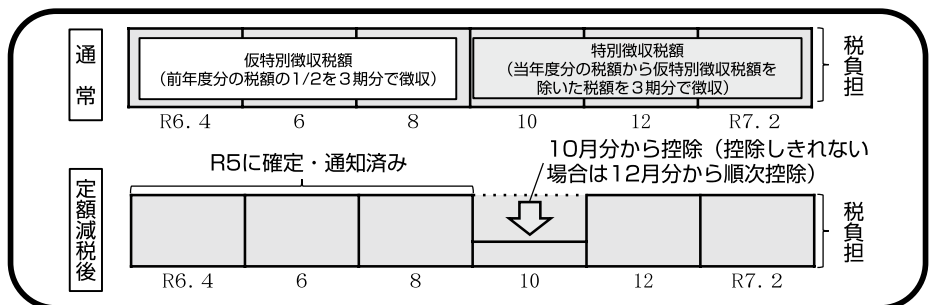 通常
仮特別徴収税額
（前年度分の税額の1/2を３期分で徴収）
特別徴収税額
（当年度分の税額から仮特別徴収税額を
除いた税額を３期分で徴収）
税負担
R6. 4
6
8
10
12
R7. 2
R5に確定・通知済み
10月分から控除（控除しきれない
場合は12月分から順次控除）
定額減税後
税負担
R6. 4
6
8
10
12
R7. 2